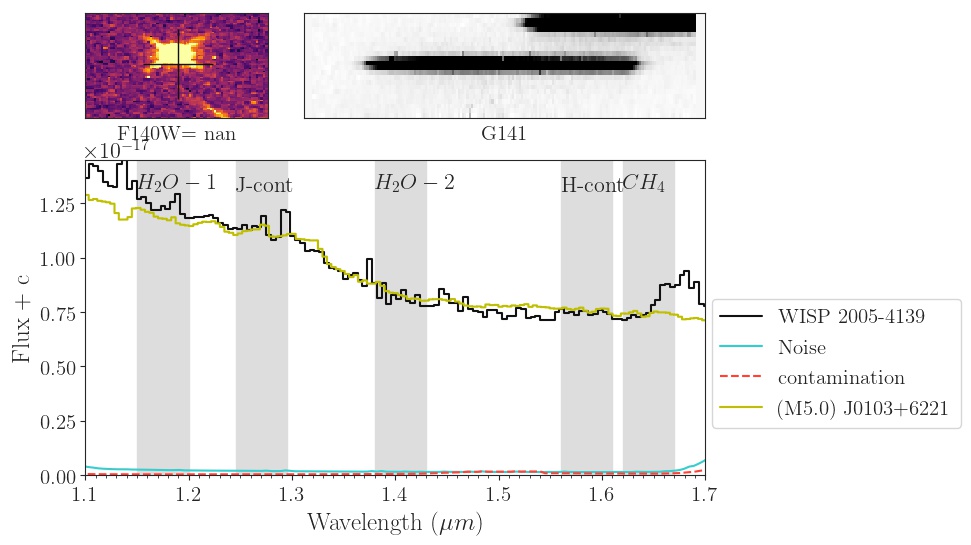 F140W= nan
G141
×10⁻¹⁷
H₂O − 1
J-cont
H₂O − 2
H-cont
CH₄
1.25
1.00
0.75
0.50
0.25
0.00
Flux + c
1.1
1.2
1.3
1.4
1.5
1.6
1.7
Wavelength (μm)
WISP 2005-4139
Noise
contamination
(M5.0) J0103+6221